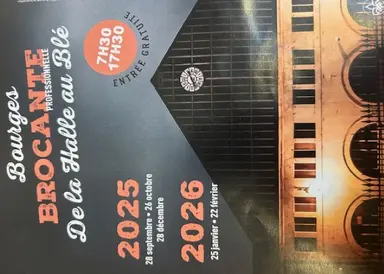 Bourges
BROCANTE
PROFESSIONNELLE
De la Halle au Blé
7H30
17H30
ENTRÉE GRATUITE
2025
28 septembre • 26 octobre
28 décembre
2026
25 janvier • 22 février